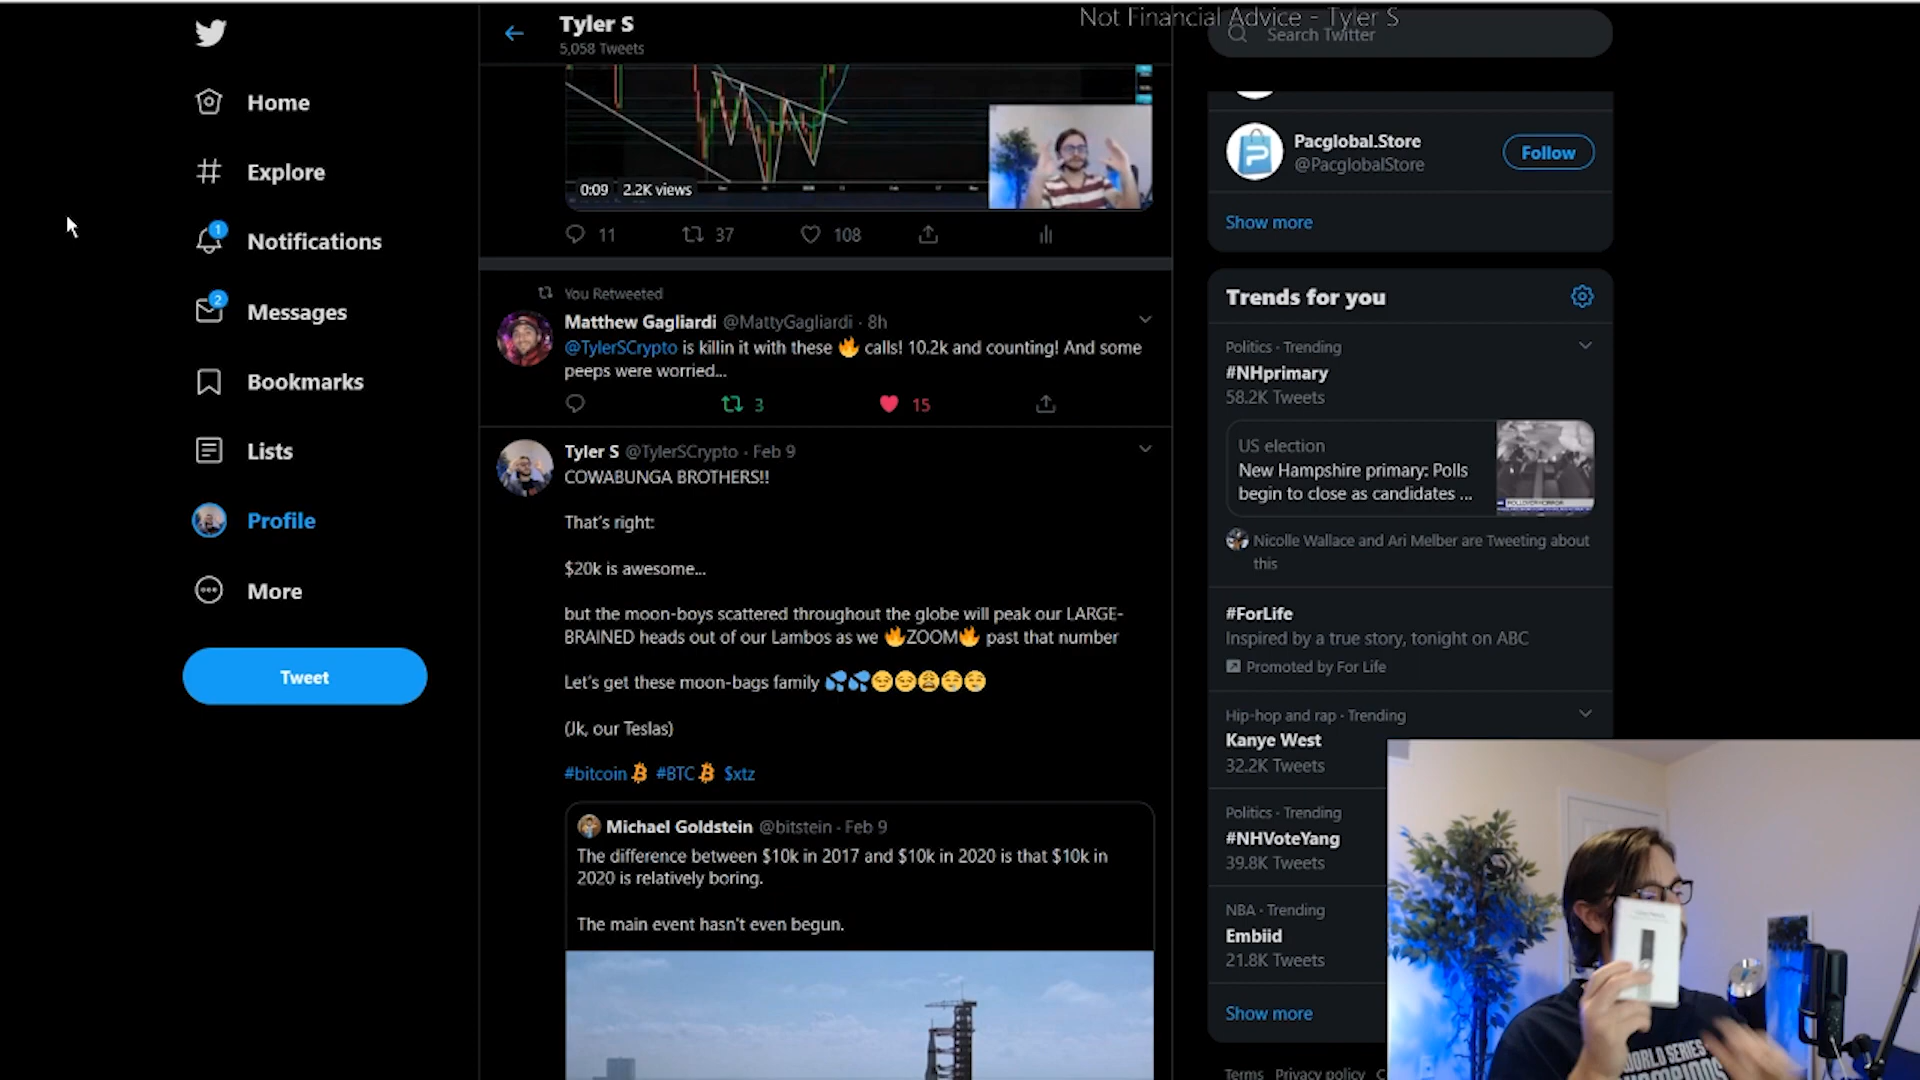 Not Financial Advice - Tyler S
Home
Explore
1
Notifications
2
Messages
Bookmarks
Lists
Profile
More
Tweet
Tyler S
5,058 Tweets
0:09 2.2K views
11 37 108
You Retweeted
Matthew Gagliardi @MattyGagliardi · 8h
@TylerSCrypto is killin it with these 🔥 calls! 10.2k and counting! And some
peeps were worried...
3 15
Tyler S @TylerSCrypto · Feb 9
COWABUNGA BROTHERS!!
That's right:
$20k is awesome...
but the moon-boys scattered throughout the globe will peak our LARGE-
BRAINED heads out of our Lambos as we 🔥ZOOM🔥 past that number
Let's get these moon-bags family
(Jk, our Teslas)
#bitcoin #BTC $xtz
Michael Goldstein @bitstein · Feb 9
The difference between $10k in 2017 and $10k in 2020 is that $10k in
2020 is relatively boring.
The main event hasn't even begun.
Search Twitter
Pacglobal.Store
@PacglobalStore
Follow
Show more
Trends for you
Politics · Trending
#NHprimary
58.2K Tweets
US election
New Hampshire primary: Polls
begin to close as candidates ...
Nicolle Wallace and Ari Melber are Tweeting about
this
#ForLife
Inspired by a true story, tonight on ABC
Promoted by For Life
Hip-hop and rap · Trending
Kanye West
32.2K Tweets
Politics · Trending
#NHVoteYang
39.8K Tweets
NBA · Trending
Embiid
21.8K Tweets
Show more
Terms Privacy policy
WORLD SERIES
CHAMPIONS